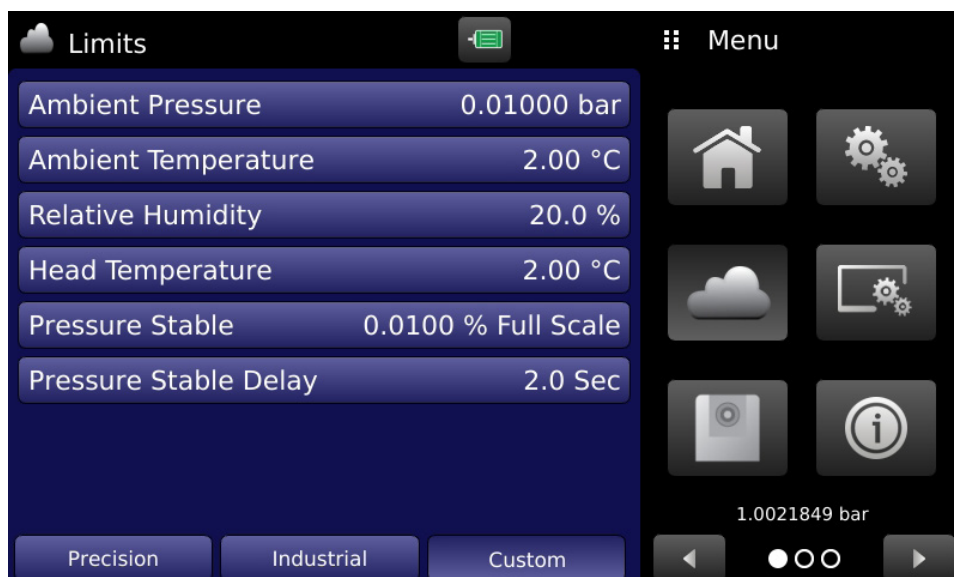 Limits
Menu
Ambient Pressure 0.01000 bar
Ambient Temperature 2.00 °C
Relative Humidity 20.0 %
Head Temperature 2.00 °C
Pressure Stable 0.0100 % Full Scale
Pressure Stable Delay 2.0 Sec
1.0021849 bar
Precision Industrial Custom